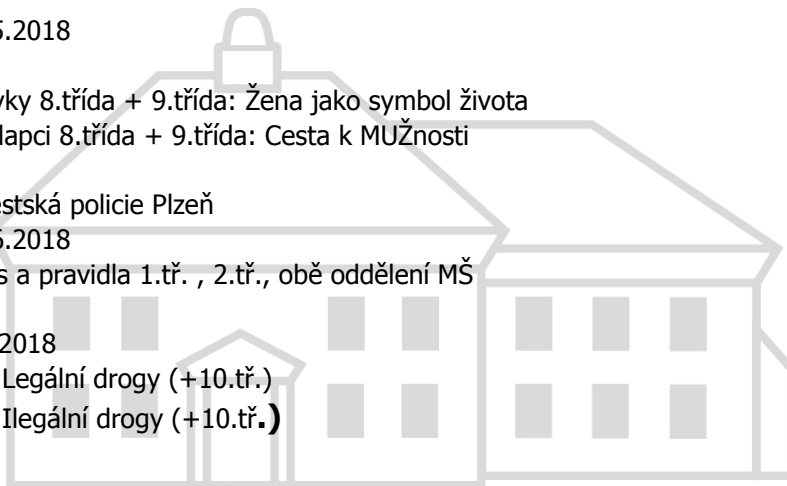 5.2018
vky 8.třída + 9.třída: Žena jako symbol života
lapci 8.třída + 9.třída: Cesta k MUŽnosti
ěstská policie Plzeň
5.2018
s a pravidla 1.tř. , 2.tř., obě oddělení MŠ
2018
Legální drogy (+10.tř.)
Ilegální drogy (+10.tř.)